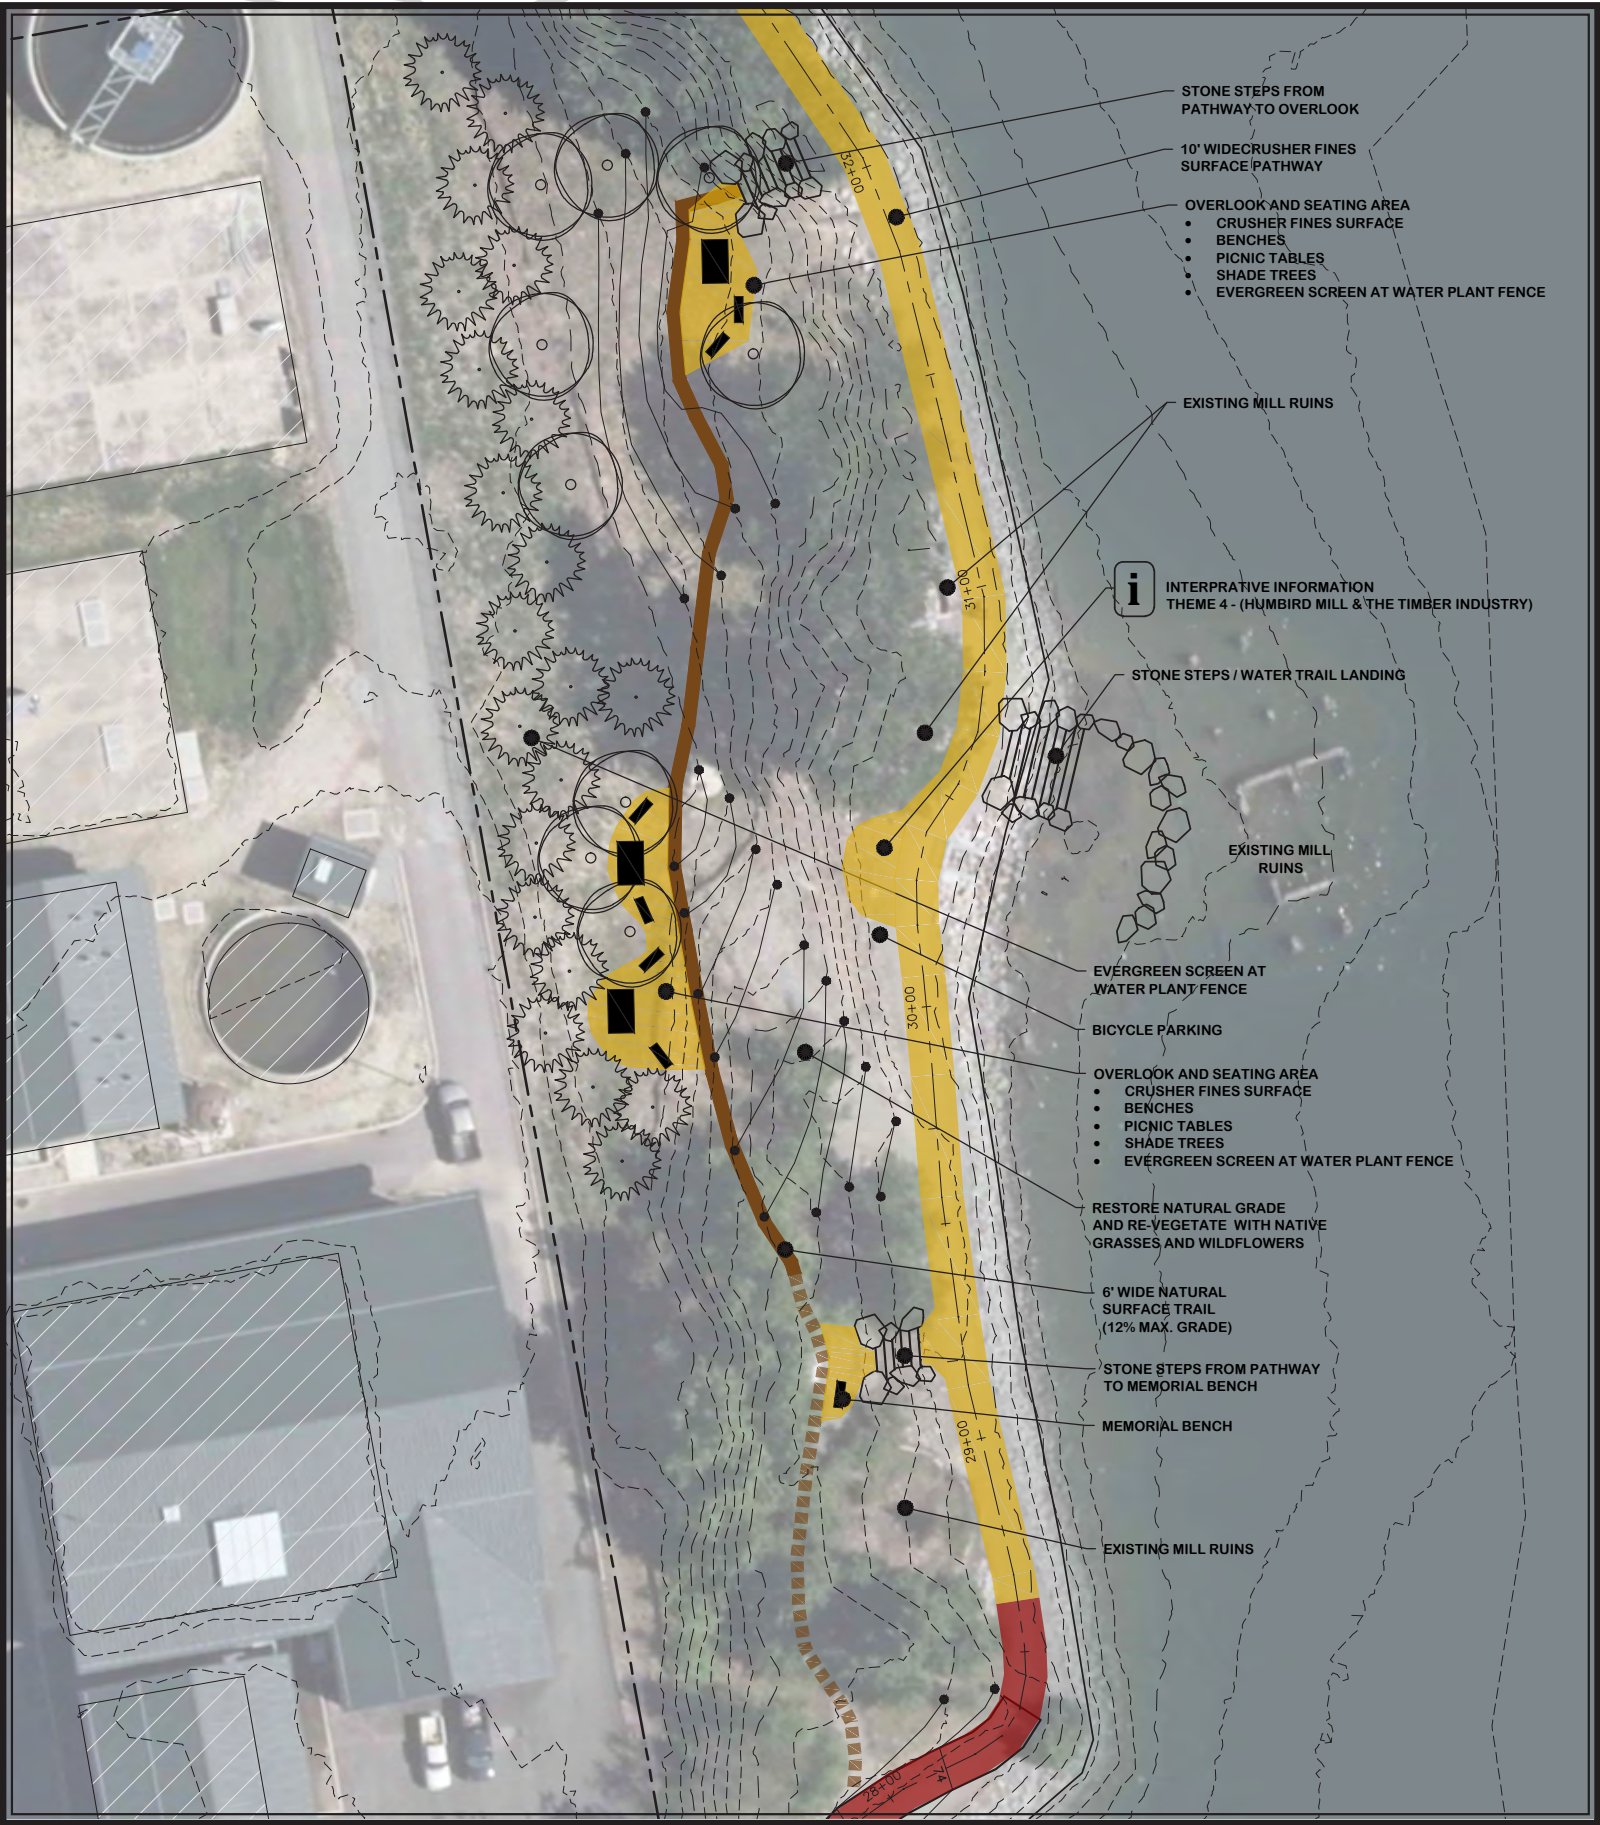 STONE STEPS FROM
PATHWAY TO OVERLOOK
10' WIDECRUSHER FINES
SURFACE PATHWAY
OVERLOOK AND SEATING AREA
• CRUSHER FINES SURFACE
• BENCHES
• PICNIC TABLES
• SHADE TREES
• EVERGREEN SCREEN AT WATER PLANT FENCE
32+00
EXISTING MILL RUINS
31+00
i
INTERPRATIVE INFORMATION
THEME 4 - (HUMBIRD MILL & THE TIMBER INDUSTRY)
STONE STEPS / WATER TRAIL LANDING
EXISTING MILL
RUINS
EVERGREEN SCREEN AT
WATER PLANT FENCE
30+00
BICYCLE PARKING
OVERLOOK AND SEATING AREA
• CRUSHER FINES SURFACE
• BENCHES
• PICNIC TABLES
• SHADE TREES
• EVERGREEN SCREEN AT WATER PLANT FENCE
RESTORE NATURAL GRADE
AND RE-VEGETATE WITH NATIVE
GRASSES AND WILDFLOWERS
6' WIDE NATURAL
SURFACE TRAIL
(12% MAX. GRADE)
STONE STEPS FROM PATHWAY
TO MEMORIAL BENCH
MEMORIAL BENCH
29+00
EXISTING MILL RUINS
28+00
74